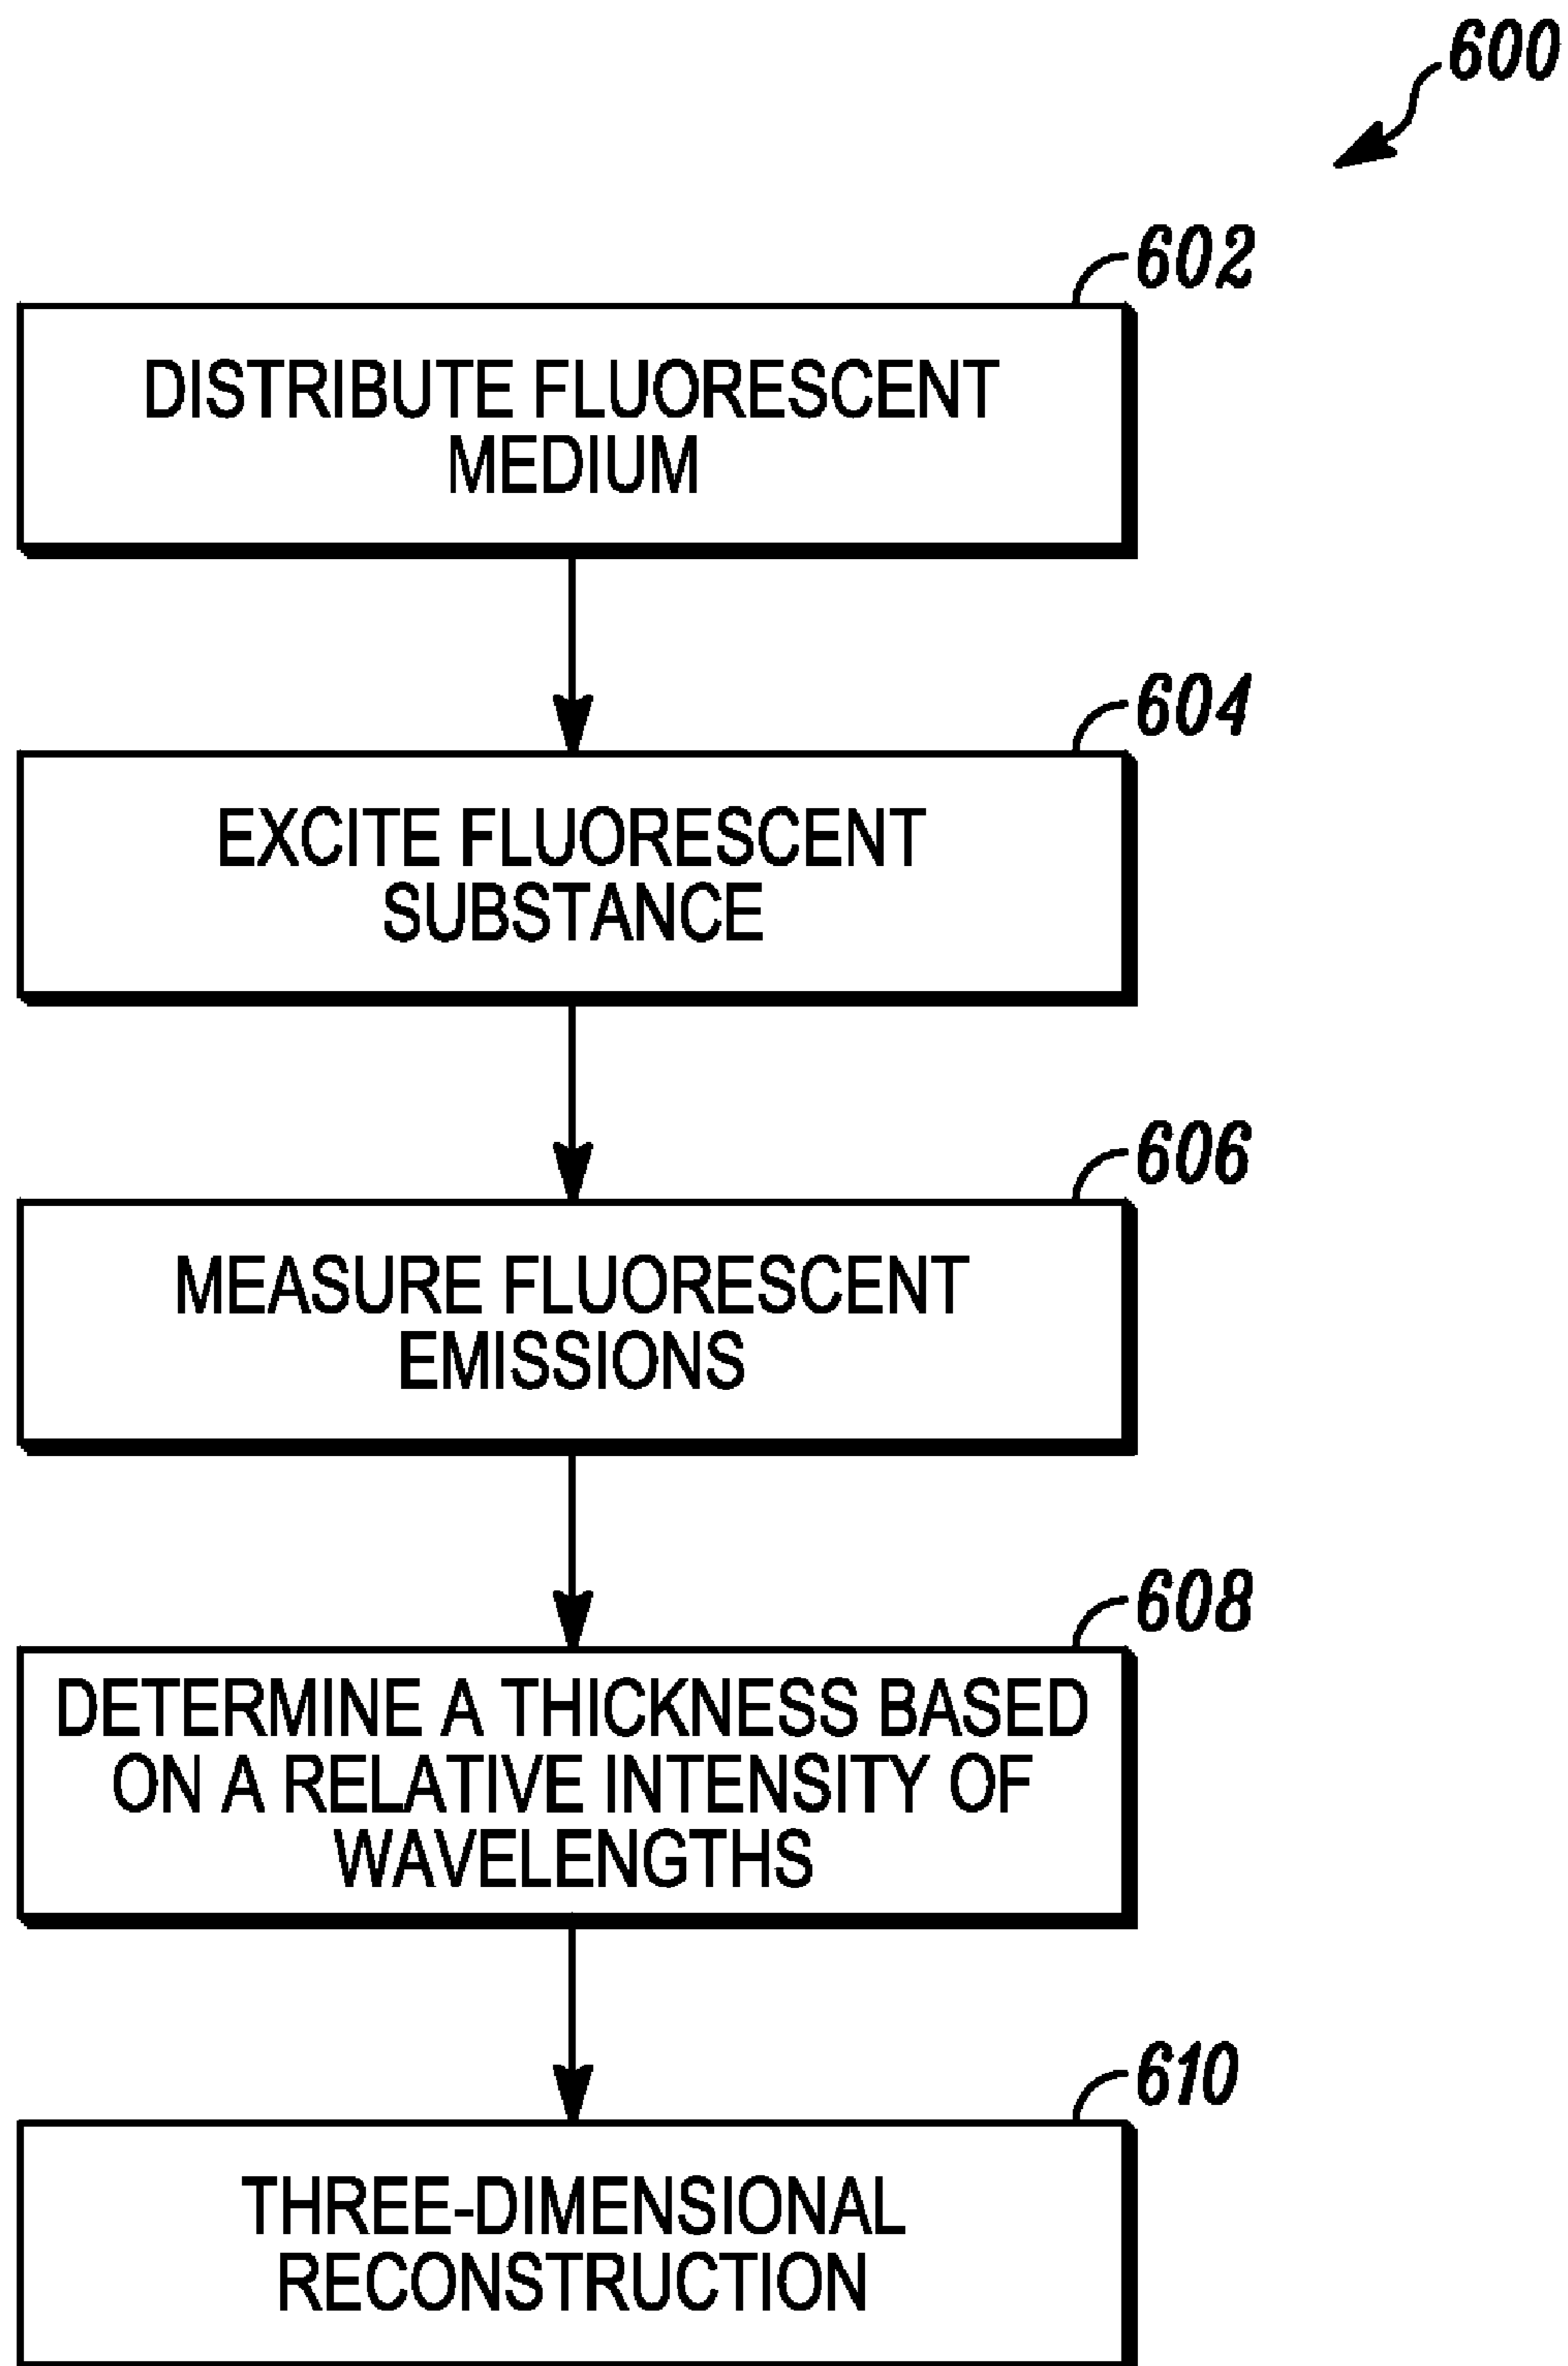 600
602
DISTRIBUTE FLUORESCENT
MEDIUM
604
EXCITE FLUORESCENT
SUBSTANCE
606
MEASURE FLUORESCENT
EMISSIONS
608
DETERMINE A THICKNESS BASED
ON A RELATIVE INTENSITY OF
WAVELENGTHS
610
THREE-DIMENSIONAL
RECONSTRUCTION